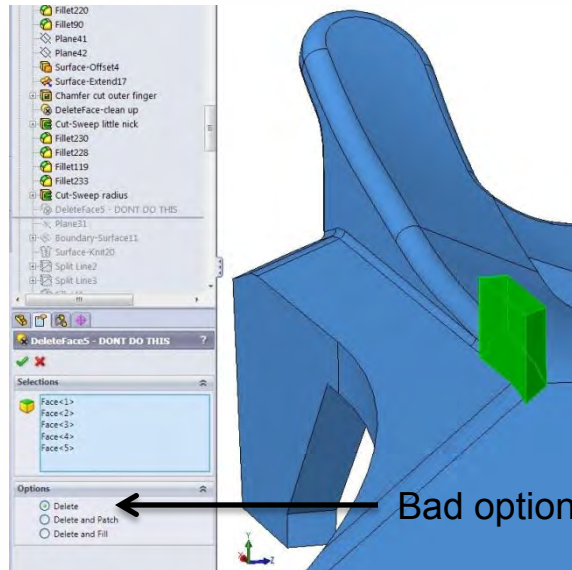 Fillet220
Fillet90
Plane41
Plane42
Surface-Offset4
Surface-Extend17
Chamfer cut outer finger
DeleteFace-clean up
Cut-Sweep little nick
Fillet230
Fillet228
Fillet119
Fillet233
Cut-Sweep radius
DeleteFace5 - DONT DO THIS
Plane31
Boundary-Surface11
Surface-Knit20
Split Line2
Split Line3
DeleteFace5 - DONT DO THIS ?
Selections
Face<1>
Face<2>
Face<3>
Face<4>
Face<5>
Options
Delete
Delete and Patch
Delete and Fill
Bad option
Y
Z